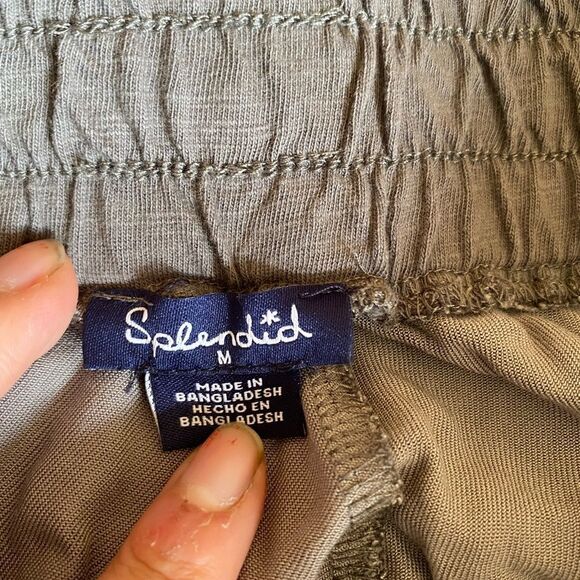 Splendid
M
MADE IN
BANGLADESH
HECHO EN
BANGLADESH